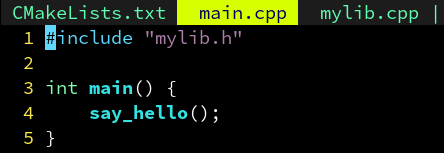 CMakeLists.txt  main.cpp  mylib.cpp |
1 #include "mylib.h"
2
3 int main() {
4     say_hello();
5 }